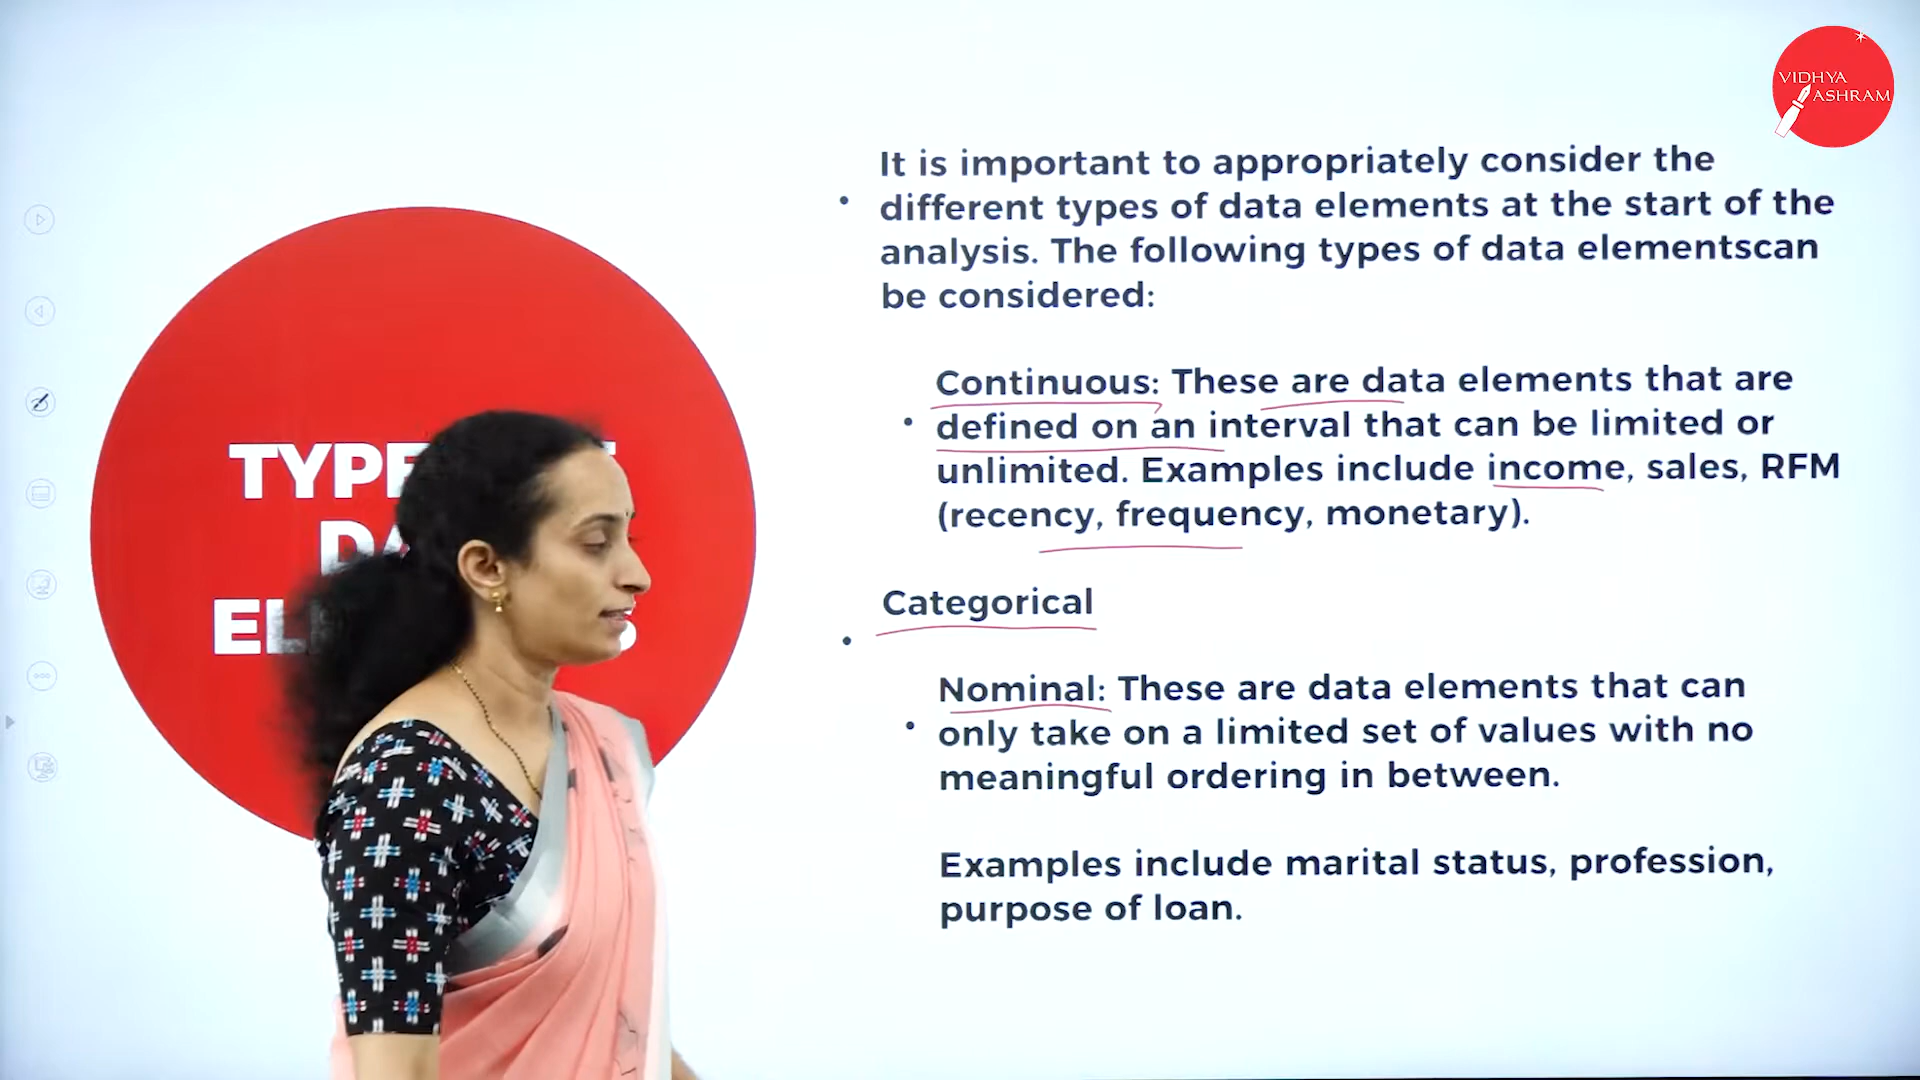 VIDHYA
ASHRAM
It is important to appropriately consider the
different types of data elements at the start of the
analysis. The following types of data elementscan
be considered:
Continuous: These are data elements that are
defined on an interval that can be limited or
unlimited. Examples include income, sales, RFM
(recency, frequency, monetary).
Categorical
Nominal: These are data elements that can
only take on a limited set of values with no
meaningful ordering in between.
Examples include marital status, profession,
purpose of loan.